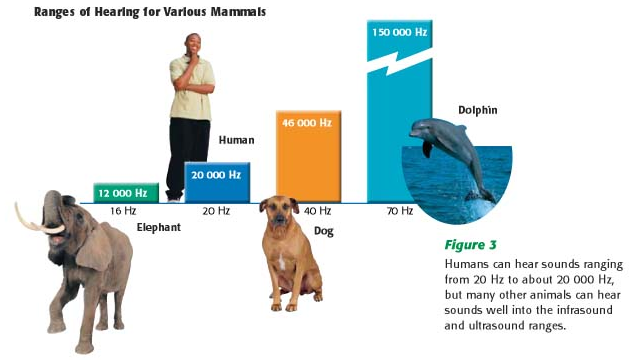 Ranges of Hearing for Various Mammals
150 000 Hz
Dolphin
46 000 Hz
Human
20 000 Hz
12 000 Hz
16 Hz
20 Hz
40 Hz
70 Hz
Elephant
Dog
Figure 3
Humans can hear sounds ranging
from 20 Hz to about 20 000 Hz,
but many other animals can hear
sounds well into the infrasound
and ultrasound ranges.